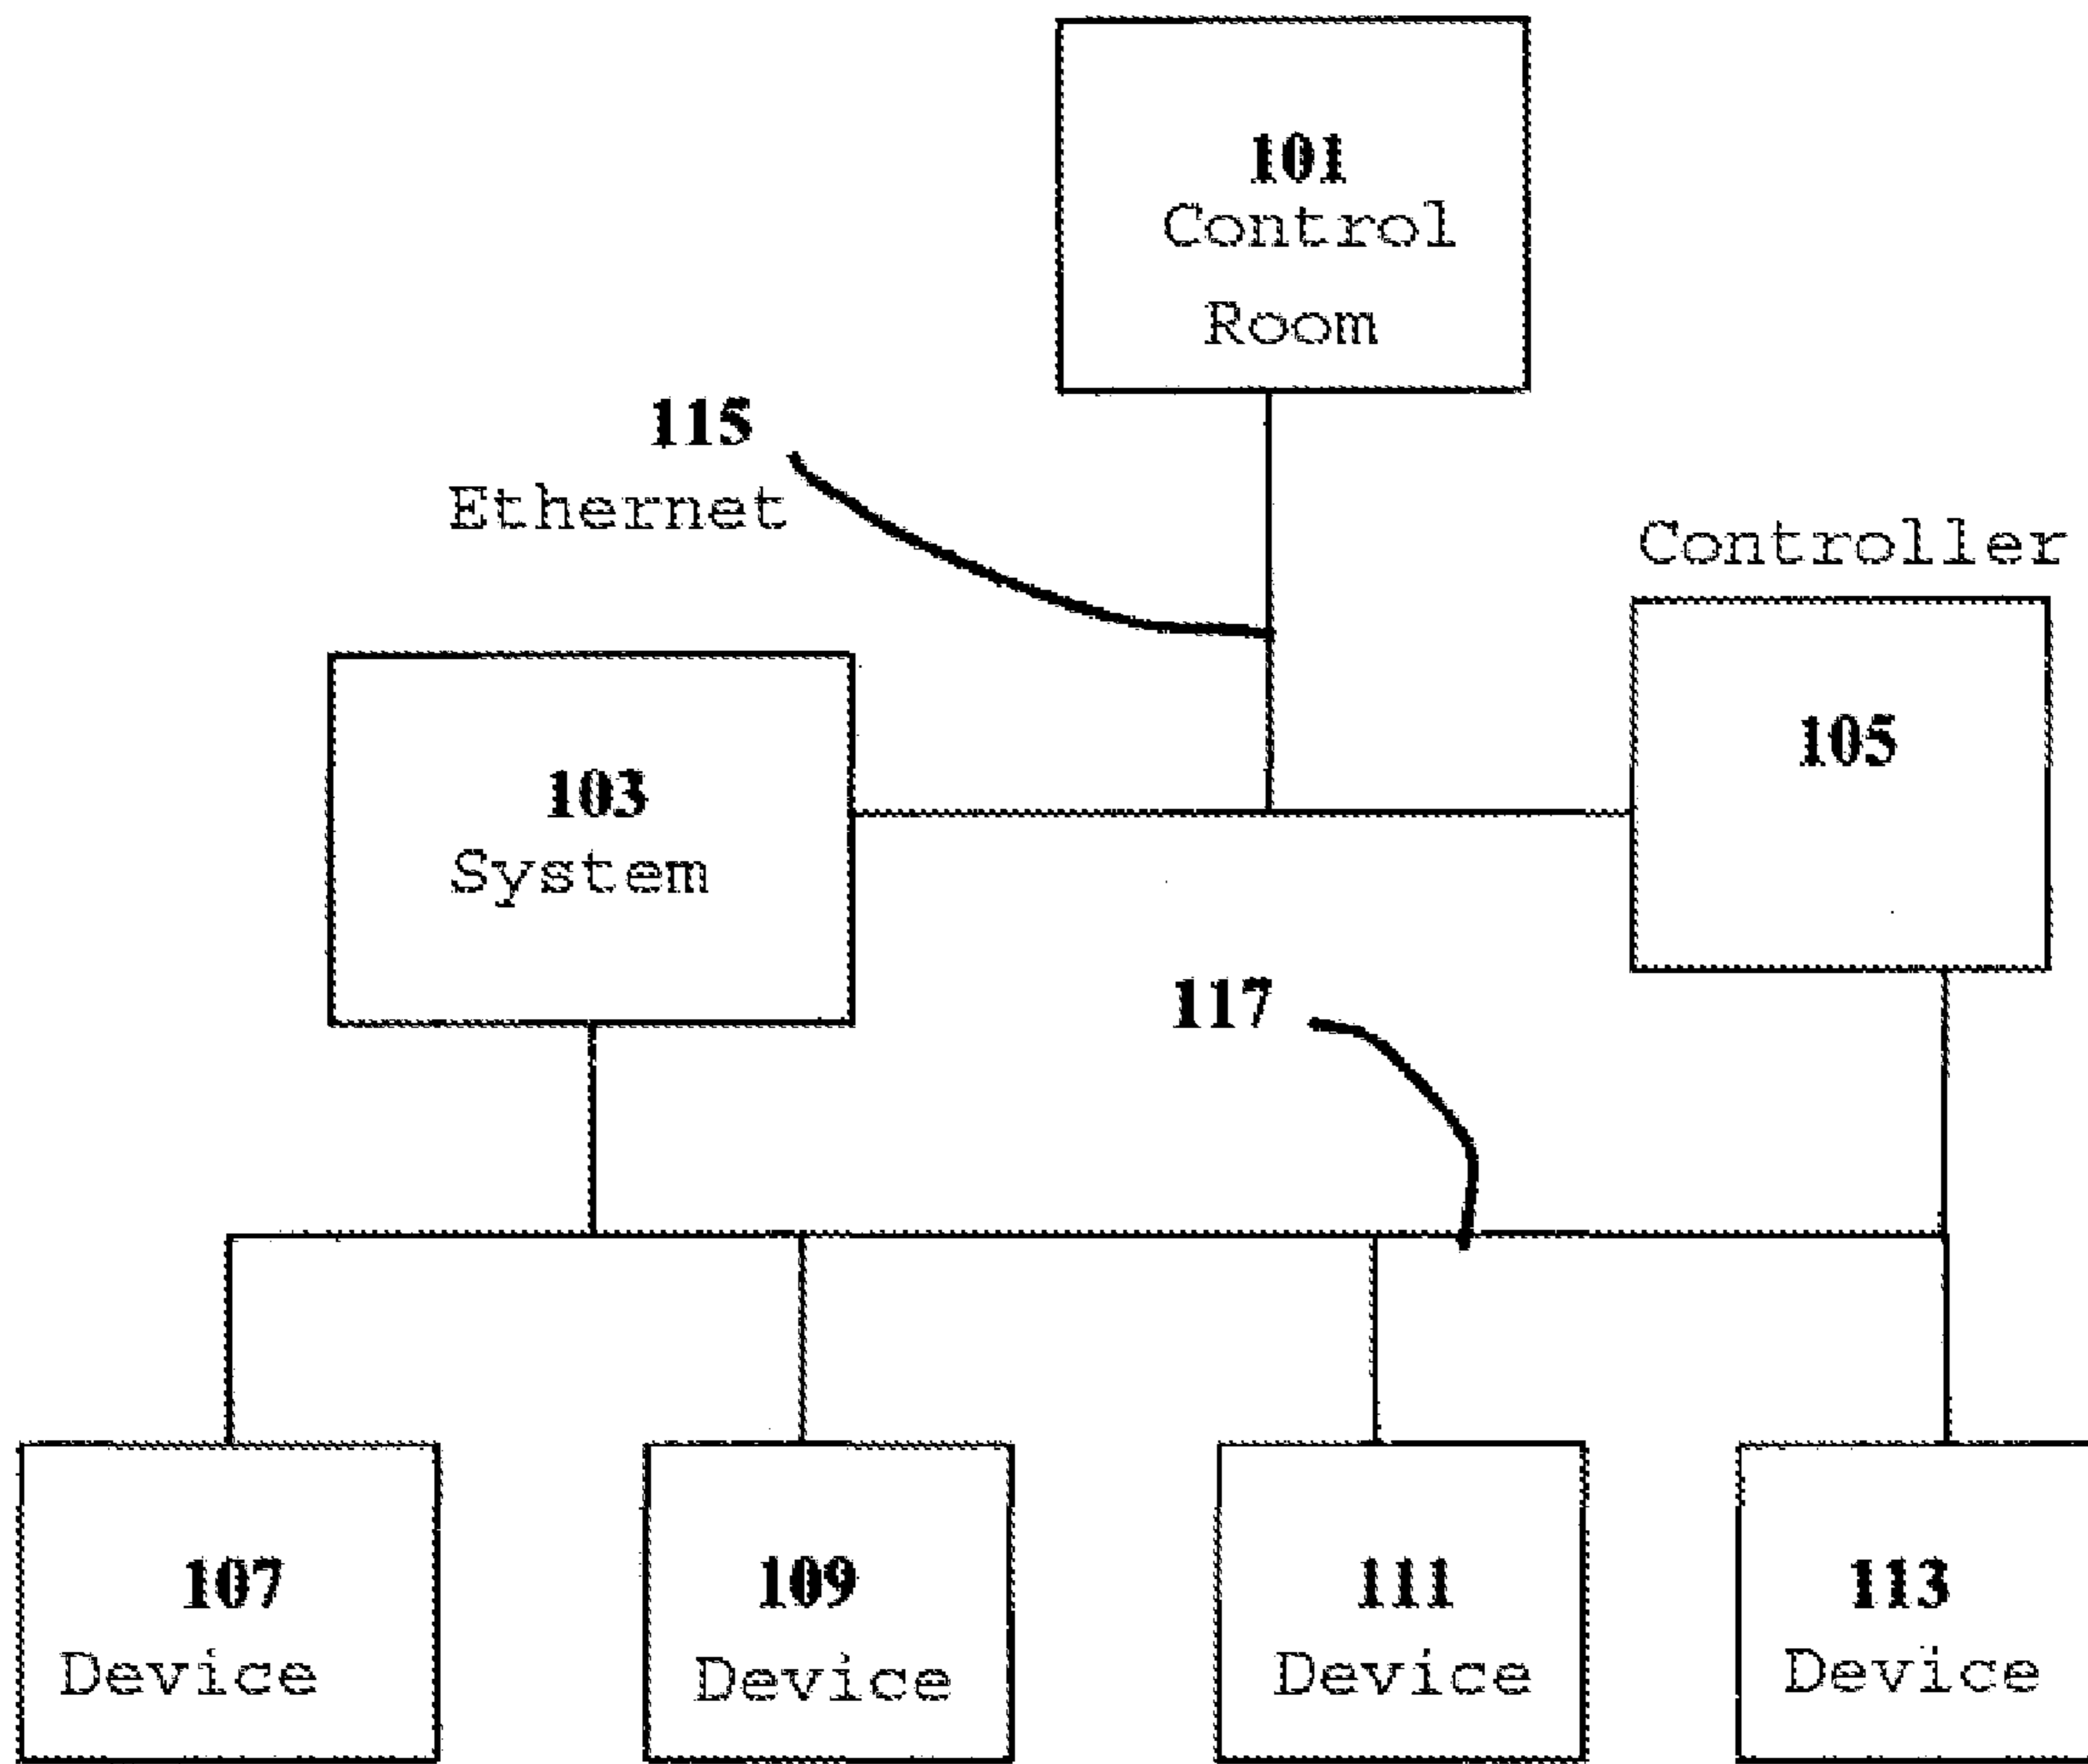 101
Control
Room
115
Ethernet
Controller
105
103
System
117
107
Device
109
Device
111
Device
113
Device